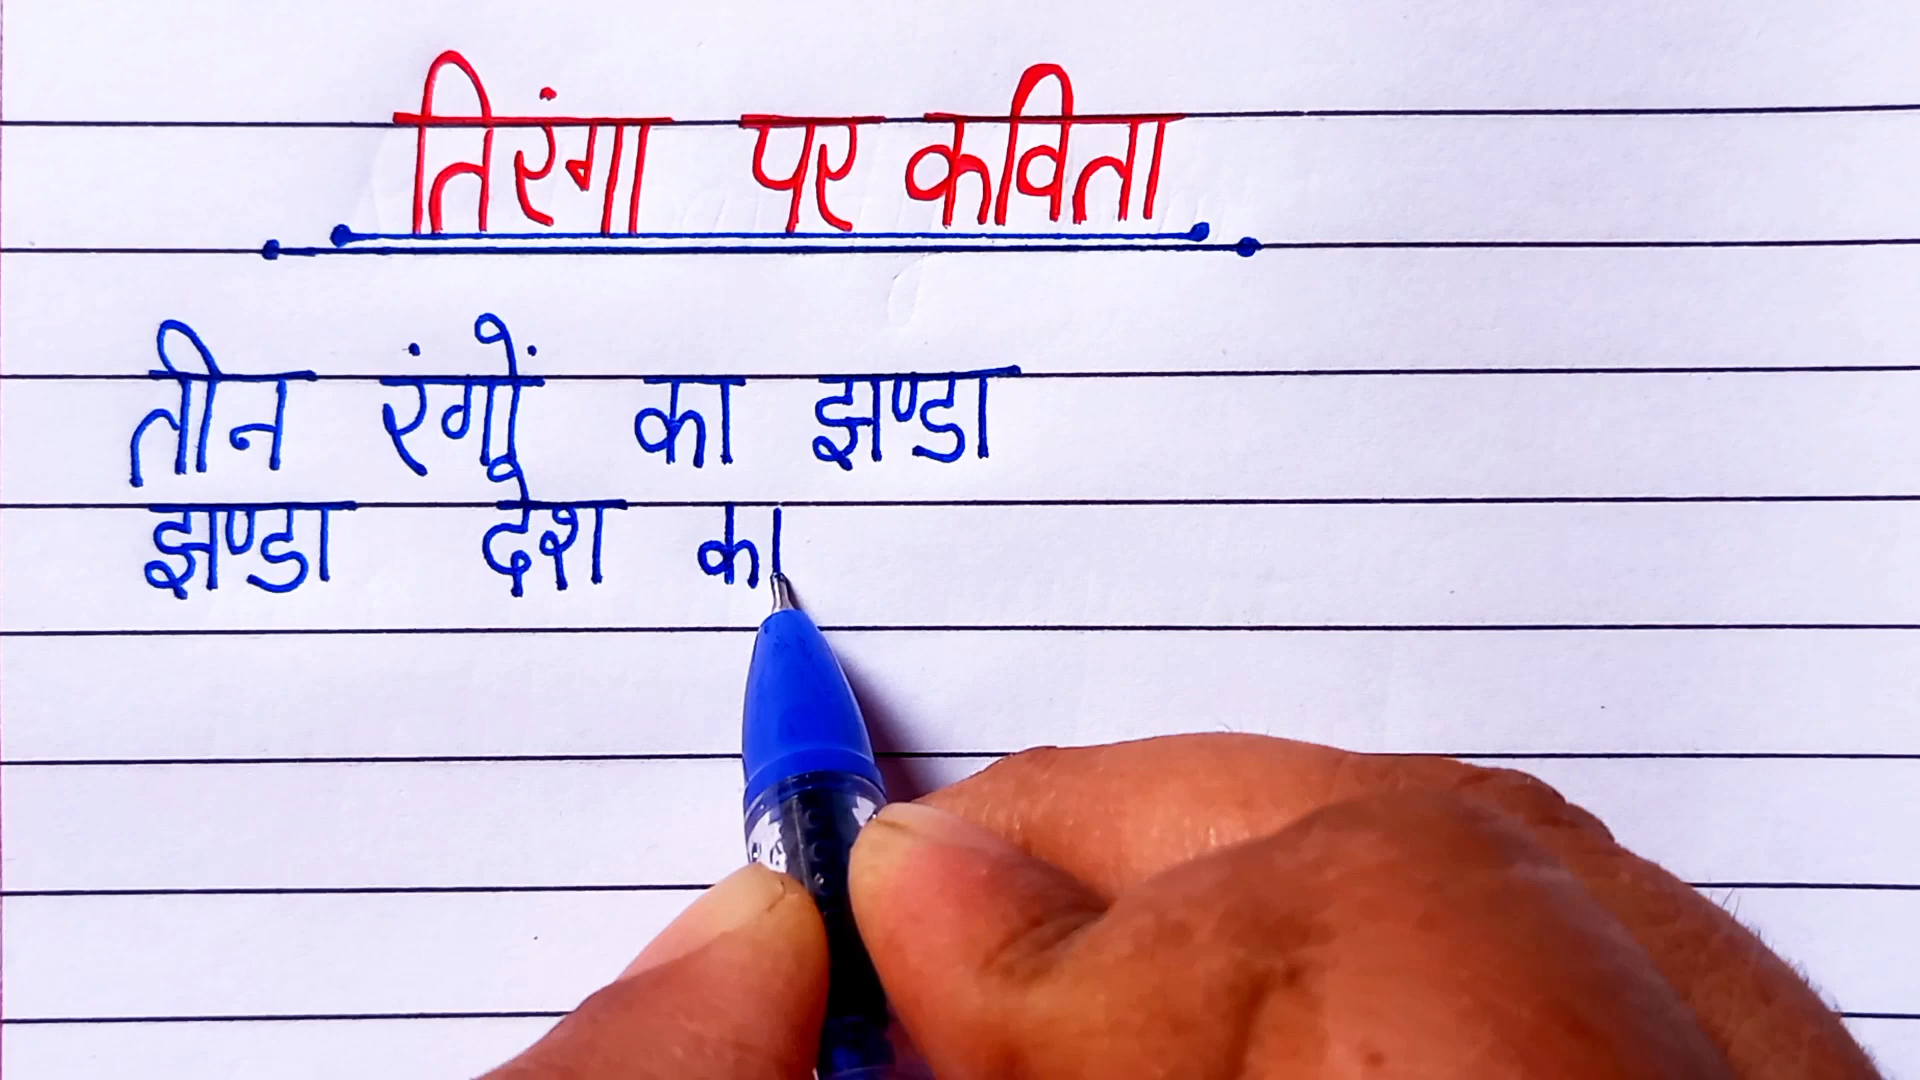 तिरंगा पर कविता
तीन रंगों का झण्डा
झण्डा देश का